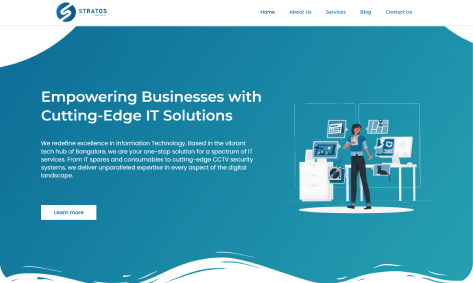 STRATOS
Home
About Us
Services
Blog
Contact Us
Empowering Businesses with
Cutting-Edge IT Solutions
We redefine excellence in Information Technology. Based in the vibrant
tech hub of Bangalore, we are your one-stop solution for a spectrum of IT
services. From IT spares and consumables to cutting-edge CCTV security
systems, we deliver unparalleled expertise in every aspect of the digital
landscape.
Learn more